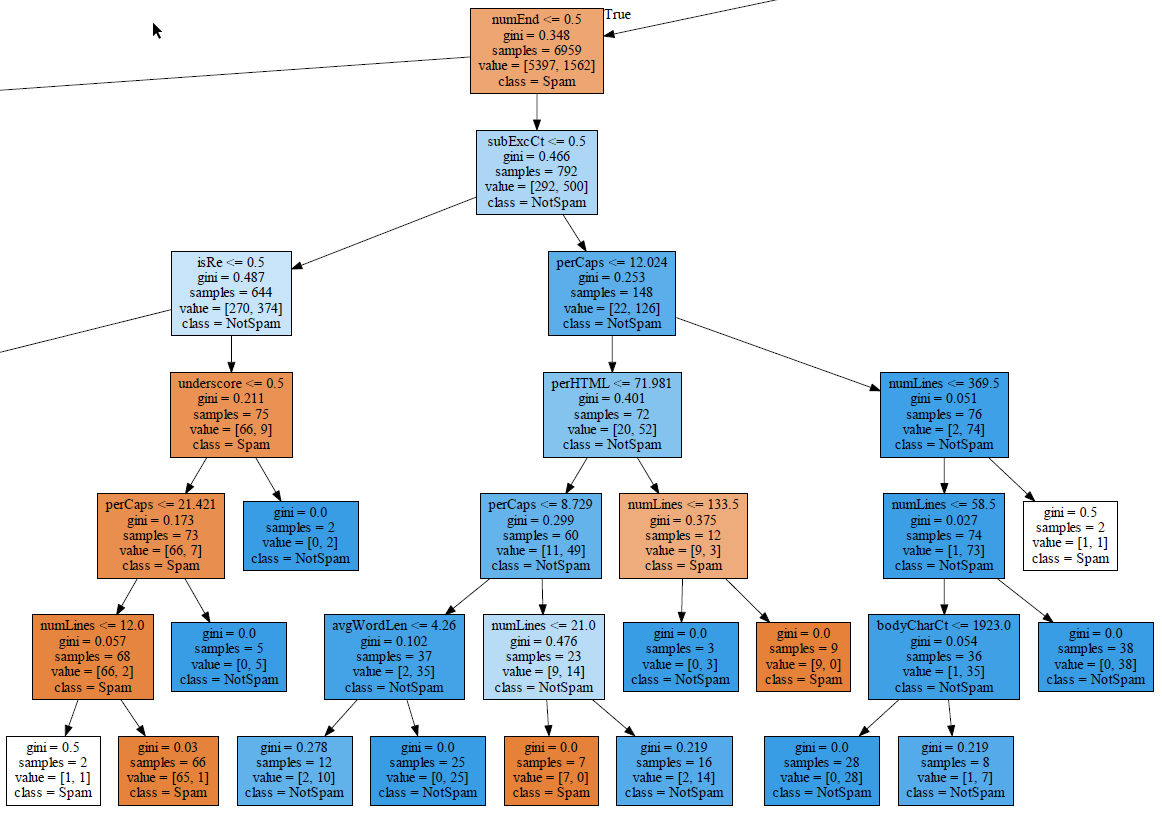 True
numEnd <= 0.5
gini = 0.348
samples = 6959
value = [5397, 1562]
class = Spam
subExcCt <= 0.5
gini = 0.466
samples = 792
value = [292, 500]
class = NotSpam
isRe <= 0.5
gini = 0.487
samples = 644
value = [270, 374]
class = NotSpam
perCaps <= 12.024
gini = 0.253
samples = 148
value = [22, 126]
class = NotSpam
underscore <= 0.5
gini = 0.211
samples = 75
value = [66, 9]
class = Spam
perHTML <= 71.981
gini = 0.401
samples = 72
value = [20, 52]
class = NotSpam
numLines <= 369.5
gini = 0.051
samples = 76
value = [2, 74]
class = NotSpam
perCaps <= 21.421
gini = 0.173
samples = 73
value = [66, 7]
class = Spam
gini = 0.0
samples = 2
value = [0, 2]
class = NotSpam
perCaps <= 8.729
gini = 0.299
samples = 60
value = [11, 49]
class = NotSpam
numLines <= 133.5
gini = 0.375
samples = 12
value = [9, 3]
class = Spam
numLines <= 58.5
gini = 0.027
samples = 74
value = [1, 73]
class = NotSpam
gini = 0.5
samples = 2
value = [1, 1]
class = Spam
numLines <= 12.0
gini = 0.057
samples = 68
value = [66, 2]
class = Spam
gini = 0.0
samples = 5
value = [0, 5]
class = NotSpam
avgWordLen <= 4.26
gini = 0.102
samples = 37
value = [2, 35]
class = NotSpam
numLines <= 21.0
gini = 0.476
samples = 23
value = [9, 14]
class = NotSpam
gini = 0.0
samples = 3
value = [0, 3]
class = NotSpam
gini = 0.0
samples = 9
value = [9, 0]
class = Spam
bodyCharCt <= 1923.0
gini = 0.054
samples = 36
value = [1, 35]
class = NotSpam
gini = 0.0
samples = 38
value = [0, 38]
class = NotSpam
gini = 0.5
samples = 2
value = [1, 1]
class = Spam
gini = 0.03
samples = 66
value = [65, 1]
class = Spam
gini = 0.278
samples = 12
value = [2, 10]
class = NotSpam
gini = 0.0
samples = 25
value = [0, 25]
class = NotSpam
gini = 0.0
samples = 7
value = [7, 0]
class = Spam
gini = 0.219
samples = 16
value = [2, 14]
class = NotSpam
gini = 0.0
samples = 28
value = [0, 28]
class = NotSpam
gini = 0.219
samples = 8
value = [1, 7]
class = NotSpam